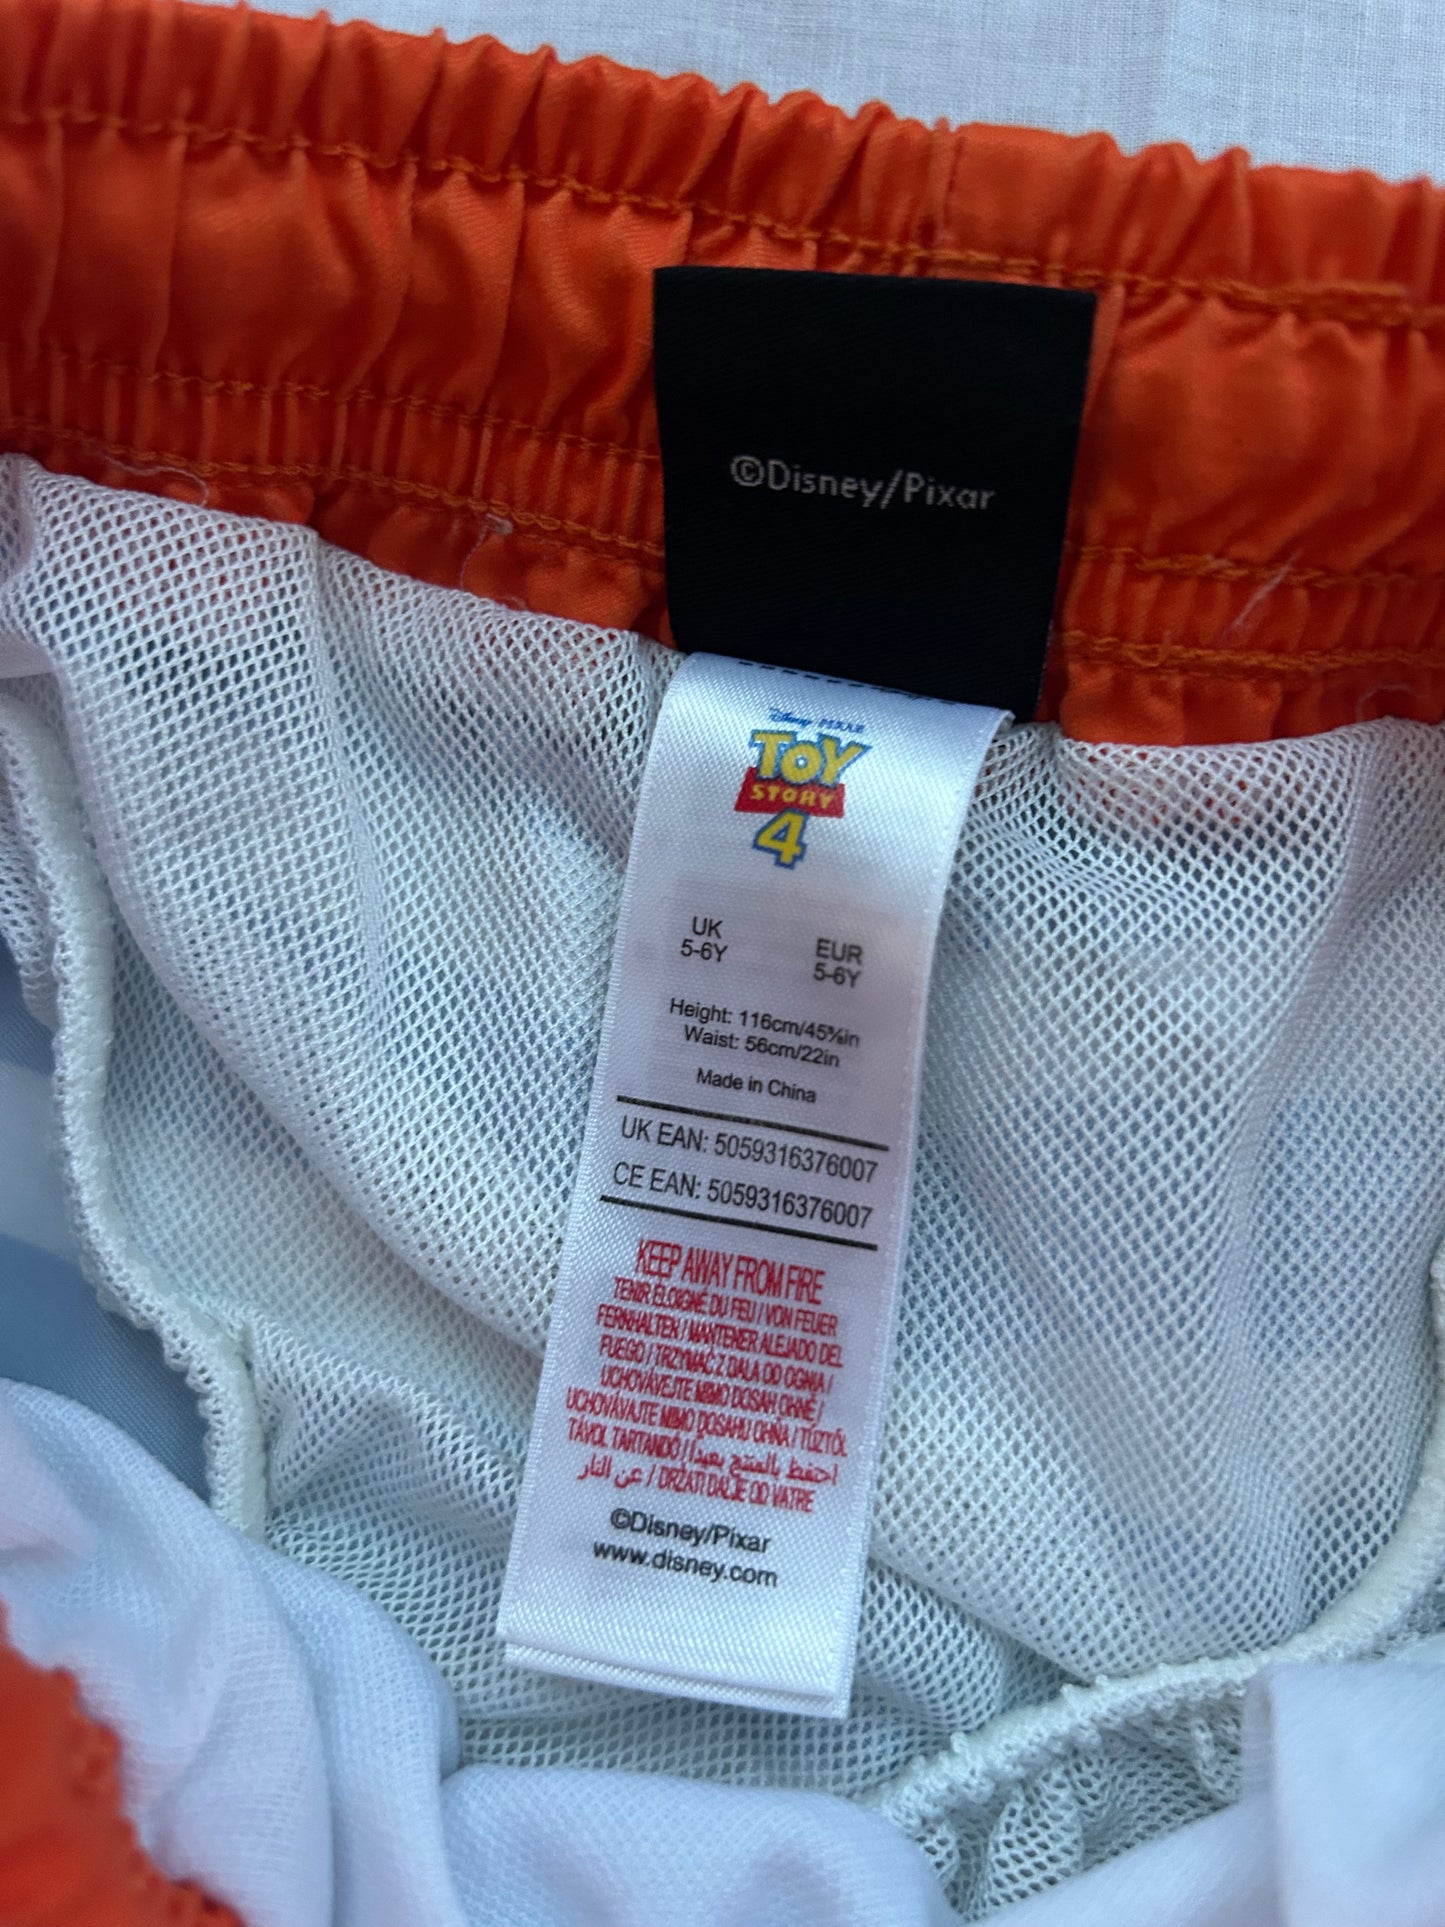 ©Disney/Pixar
Disney PIXAR
TOY
STORY
4
UK
5-6Y
EUR
5-6Y
Height: 116cm/45⅝in
Waist: 56cm/22in
Made in China
UK EAN: 5059316376007
CE EAN: 5059316376007
KEEP AWAY FROM FIRE
TENIR ÉLOIGNÉ DU FEU / VON FEUER
FERNHALTEN / MANTENER ALEJADO DEL
FUEGO / TRZYMAĆ Z DALA OD OGNIA /
UCHOVÁVEJTE MIMO DOSAH OHNĚ /
UCHOVÁVAJTE MIMO DOSAHU OHŇA / TŰZTŐL
TÁVOL TARTANDÓ / احتفظ بالمنتج بعيداً
عن النار / DRŽATI DALJE OD VATRE
©Disney/Pixar
www.disney.com